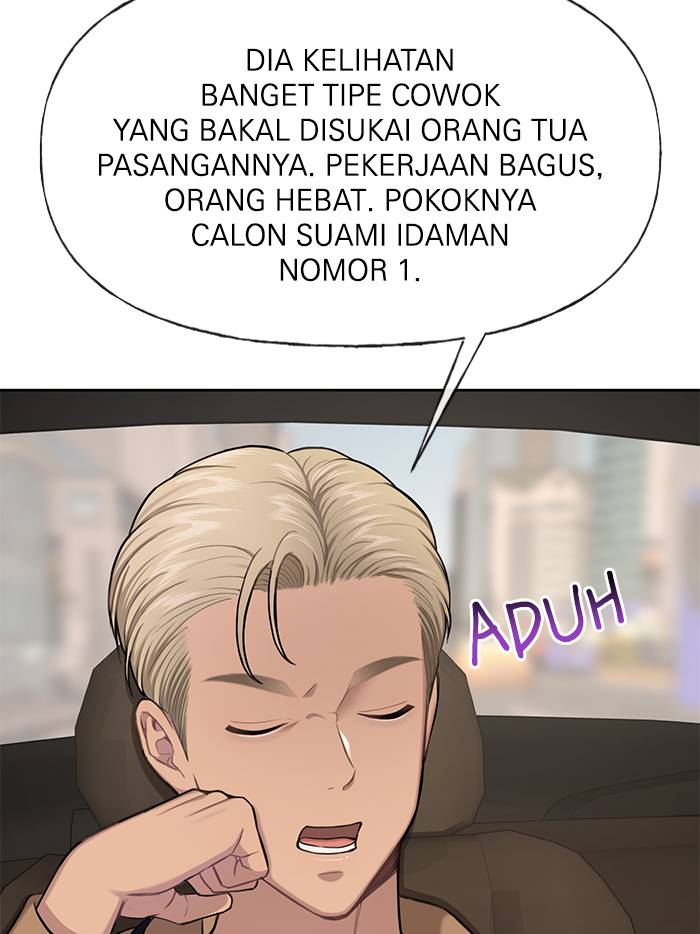 DIA KELIHATAN
BANGET TIPE COWOK
YANG BAKAL DISUKAI ORANG TUA
PASANGANNYA. PEKERJAAN BAGUS,
ORANG HEBAT. POKOKNYA
CALON SUAMI IDAMAN
NOMOR 1.
ADUH